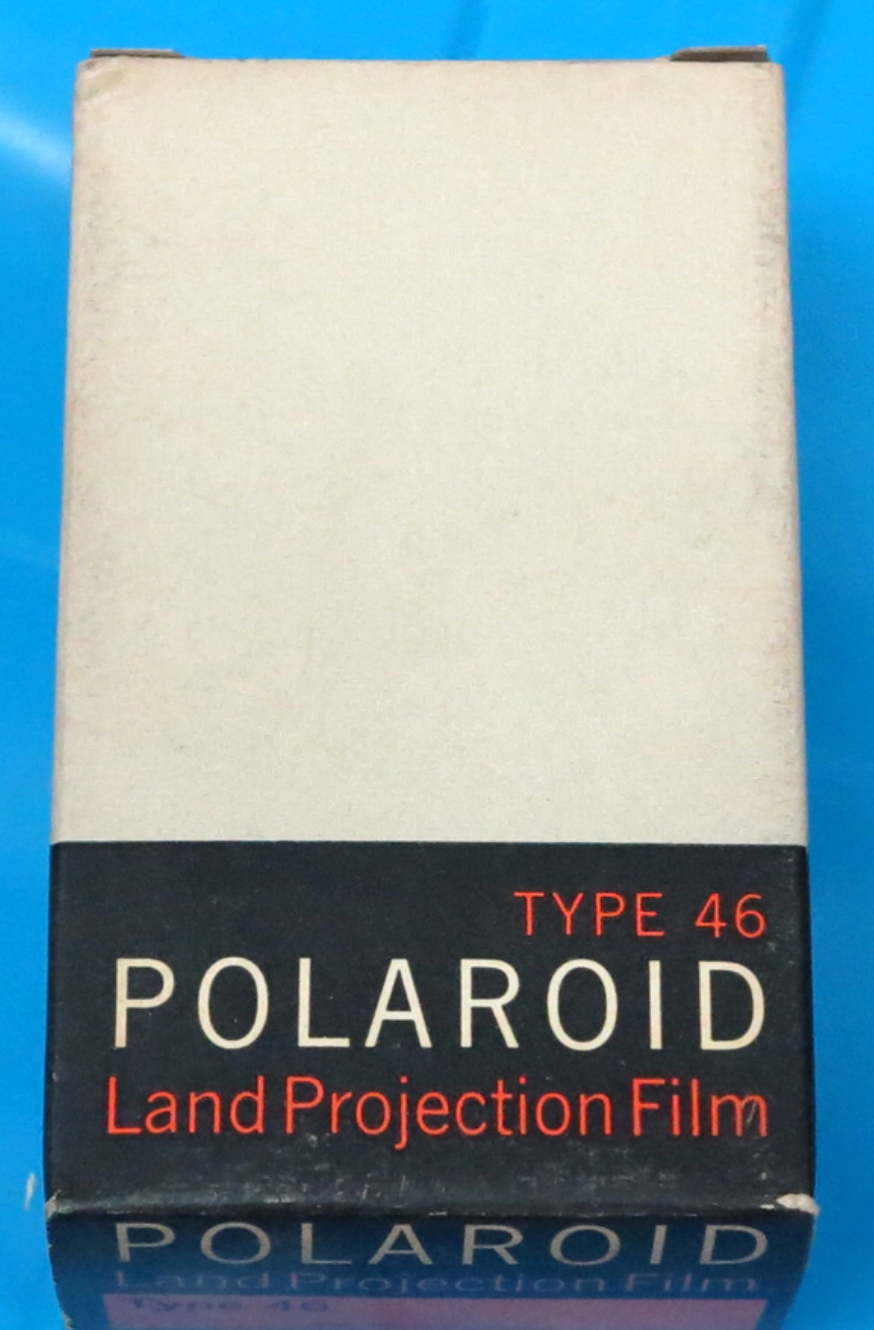 TYPE 46
POLAROID
Land Projection Film
POLAROID
Land Projection Film
Type 46